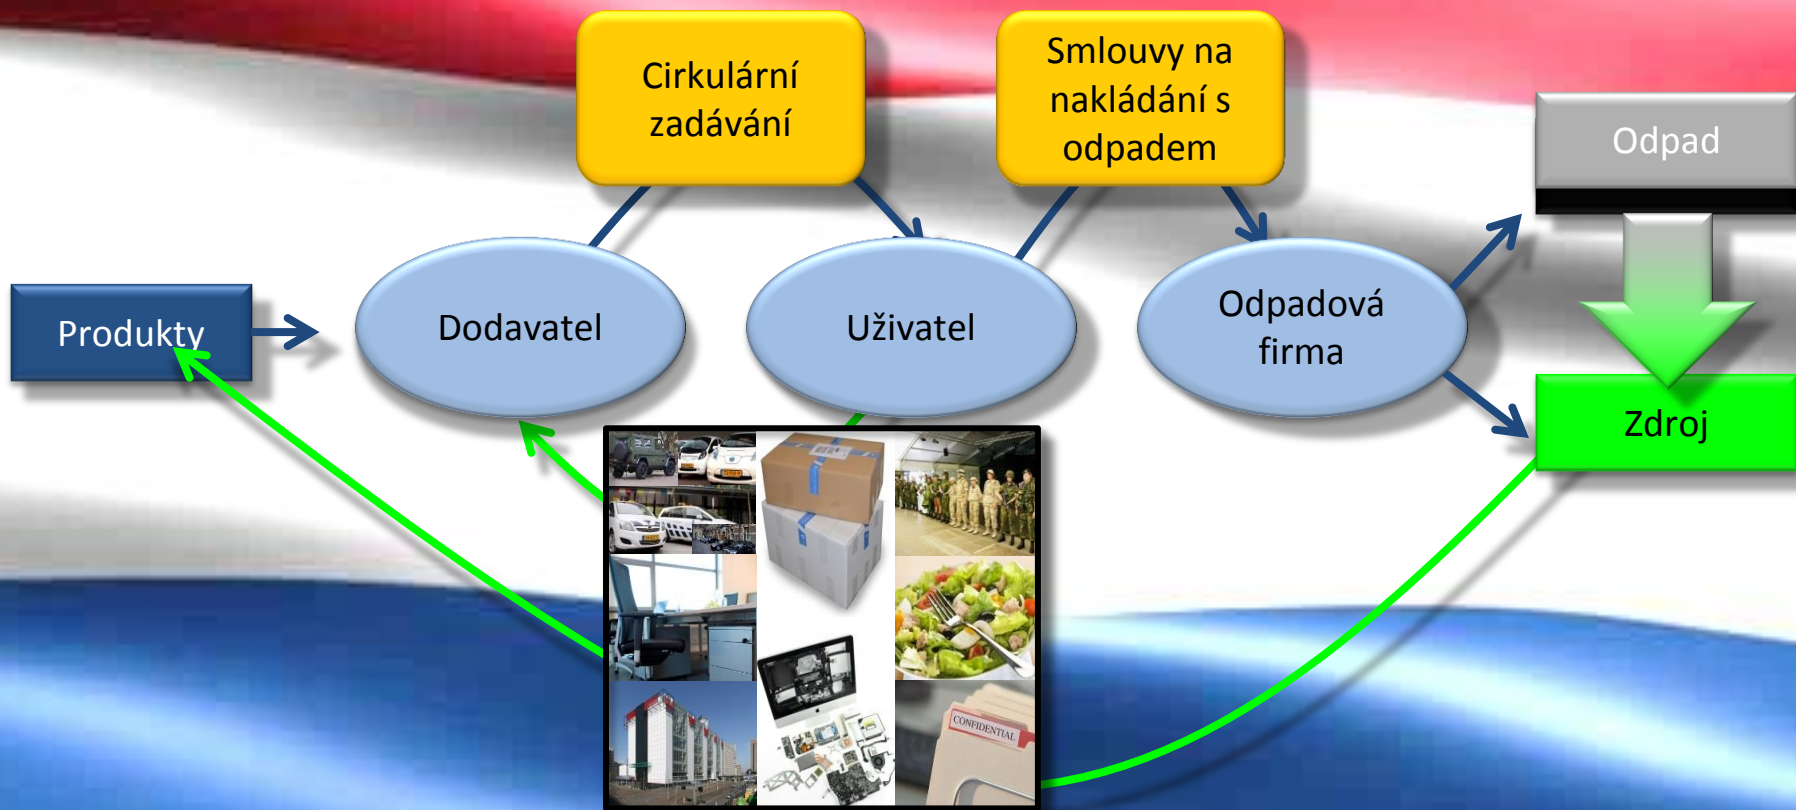 Cirkulární
zadávání
Smlouvy na
nakládání s
odpadem
Odpad
Produkty
Dodavatel
Uživatel
Odpadová
firma
Zdroj
CONFIDENTIAL